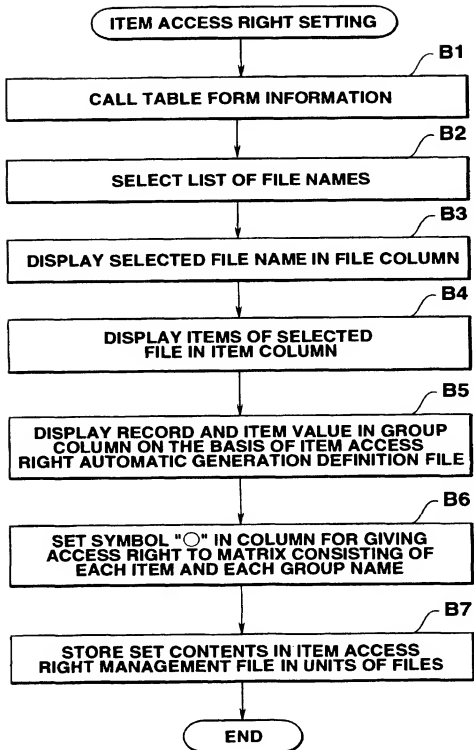 ITEM ACCESS RIGHT SETTING
B1
CALL TABLE FORM INFORMATION
B2
SELECT LIST OF FILE NAMES
B3
DISPLAY SELECTED FILE NAME IN FILE COLUMN
B4
DISPLAY ITEMS OF SELECTED
FILE IN ITEM COLUMN
B5
DISPLAY RECORD AND ITEM VALUE IN GROUP
COLUMN ON THE BASIS OF ITEM ACCESS
RIGHT AUTOMATIC GENERATION DEFINITION FILE
B6
SET SYMBOL "○" IN COLUMN FOR GIVING
ACCESS RIGHT TO MATRIX CONSISTING OF
EACH ITEM AND EACH GROUP NAME
B7
STORE SET CONTENTS IN ITEM ACCESS
RIGHT MANAGEMENT FILE IN UNITS OF FILES
END